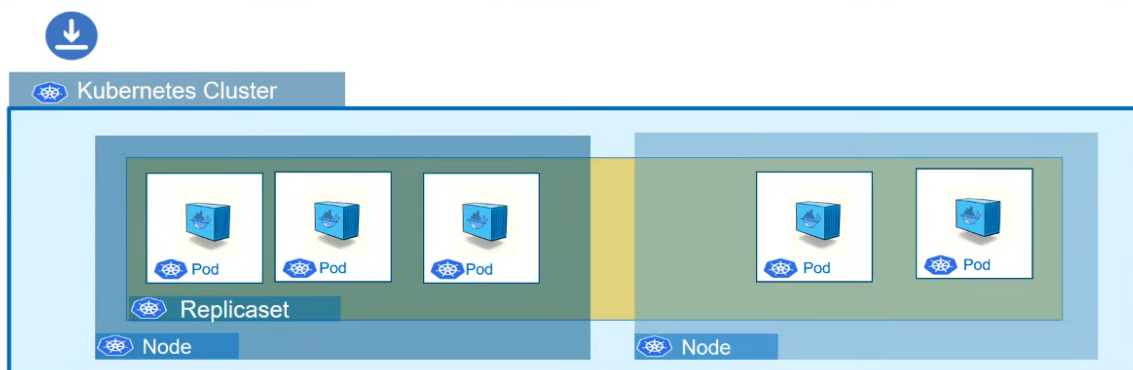 Kubernetes Cluster
Pod
Pod
Pod
Pod
Pod
Replicaset
Node
Node